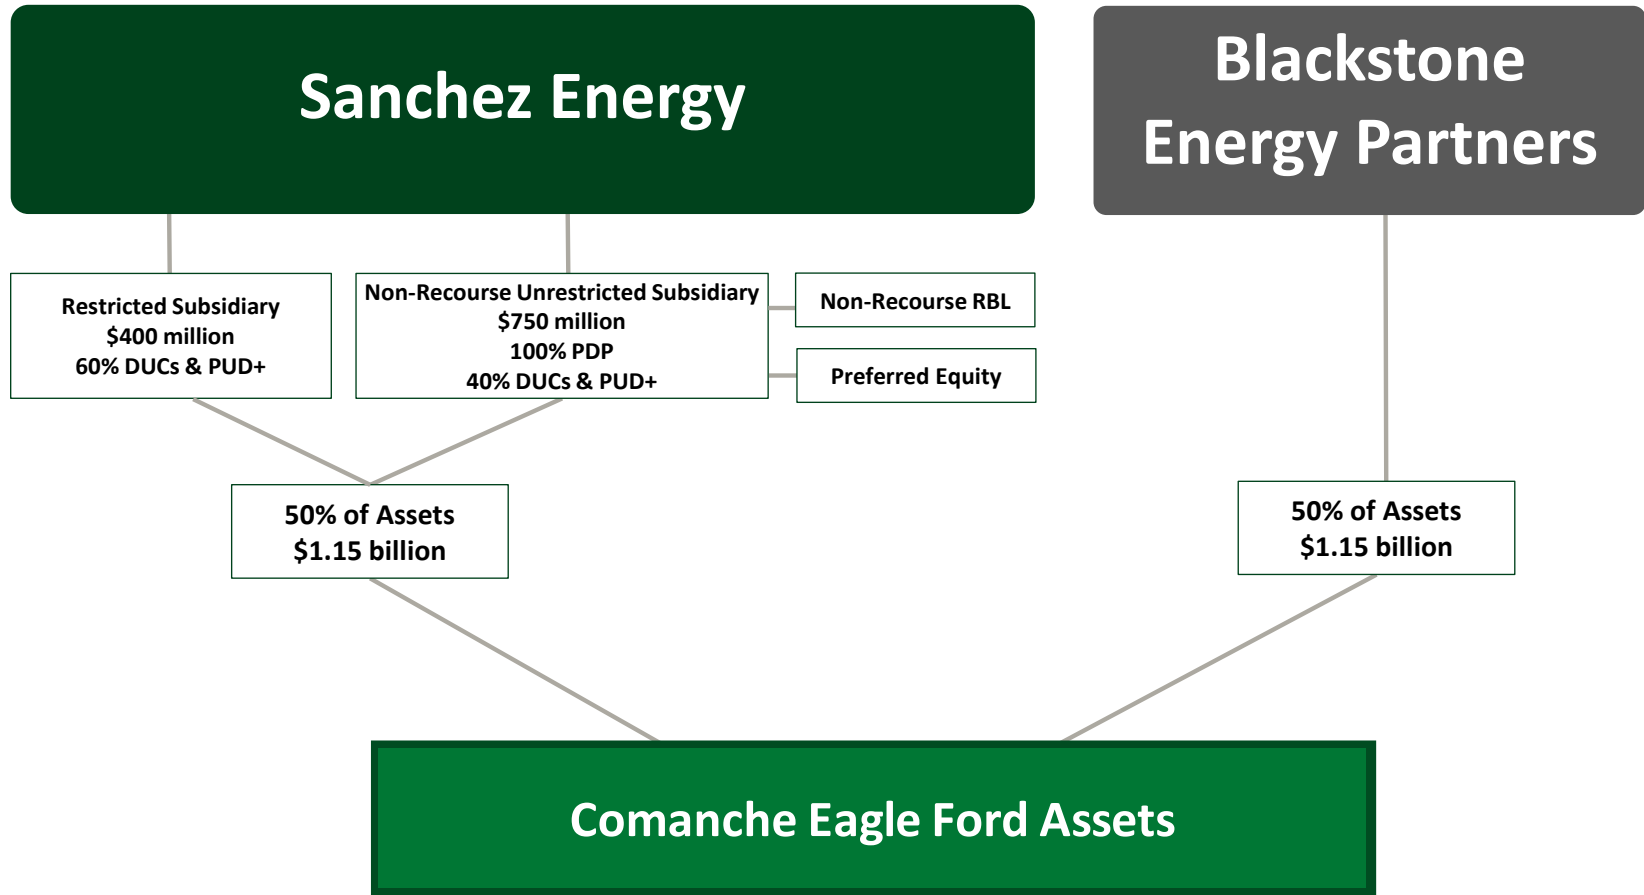 Sanchez Energy
Blackstone
Energy Partners
Restricted Subsidiary
$400 million
60% DUCs & PUD+
Non-Recourse Unrestricted Subsidiary
$750 million
100% PDP
40% DUCs & PUD+
Non-Recourse RBL
Preferred Equity
50% of Assets
$1.15 billion
50% of Assets
$1.15 billion
Comanche Eagle Ford Assets